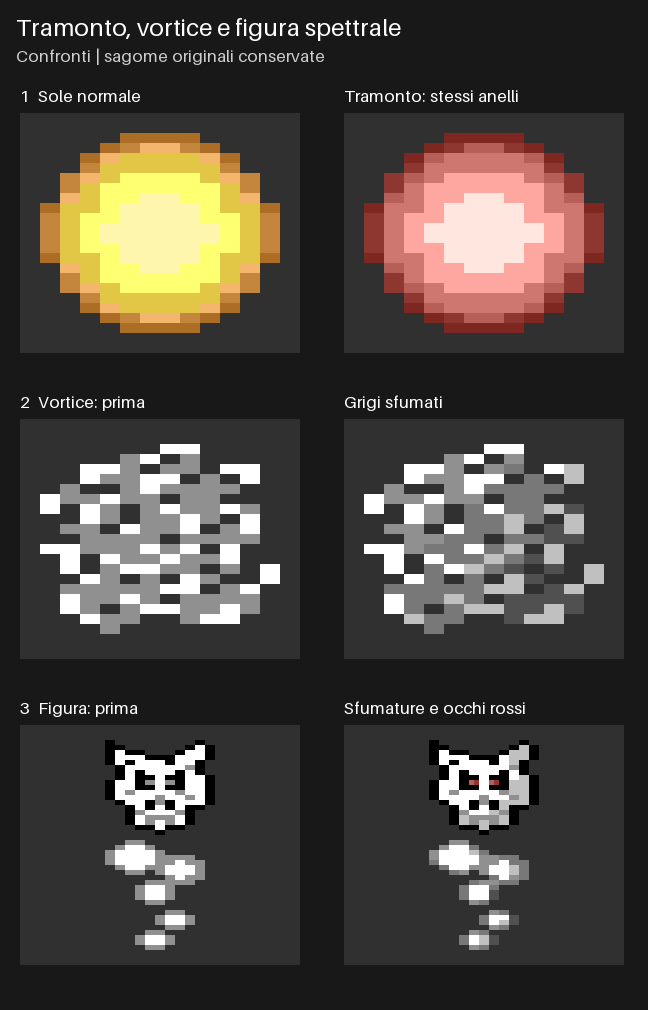 Tramonto, vortice e figura spettrale
Confronti | sagome originali conservate
1  Sole normale
Tramonto: stessi anelli
2  Vortice: prima
Grigi sfumati
3  Figura: prima
Sfumature e occhi rossi